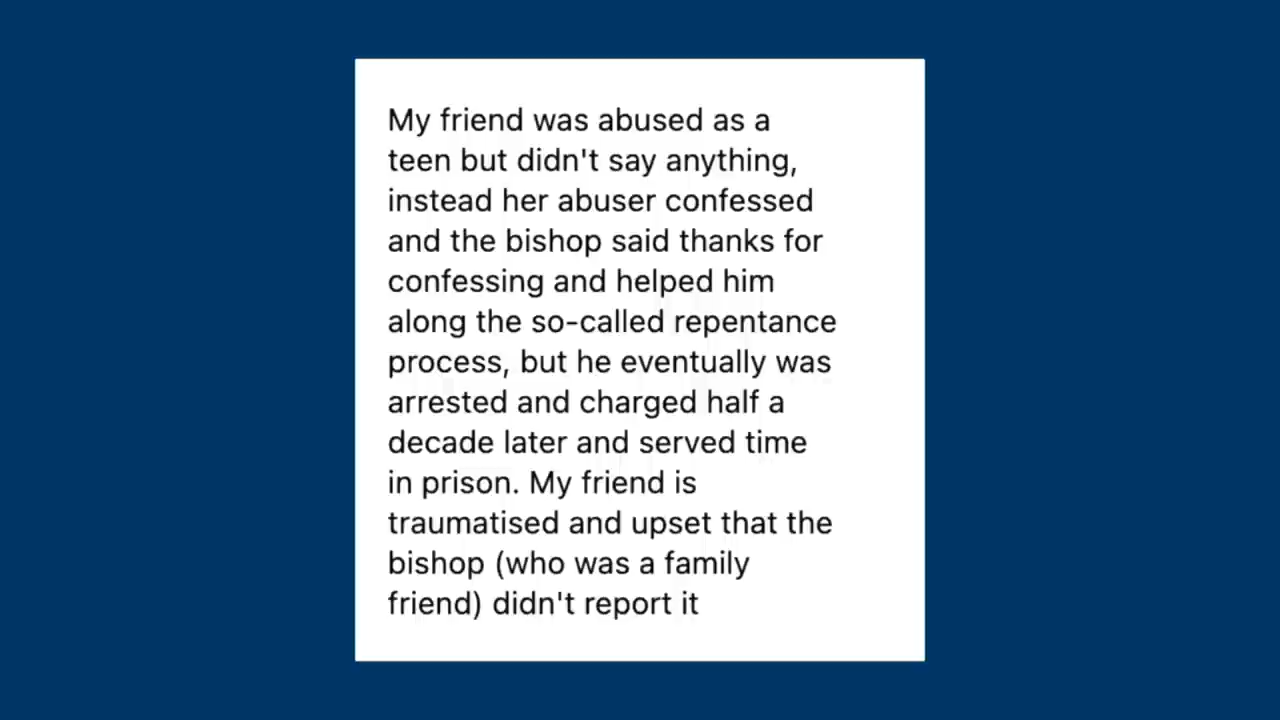 My friend was abused as a
teen but didn't say anything,
instead her abuser confessed
and the bishop said thanks for
confessing and helped him
along the so-called repentance
process, but he eventually was
arrested and charged half a
decade later and served time
in prison. My friend is
traumatised and upset that the
bishop (who was a family
friend) didn't report it